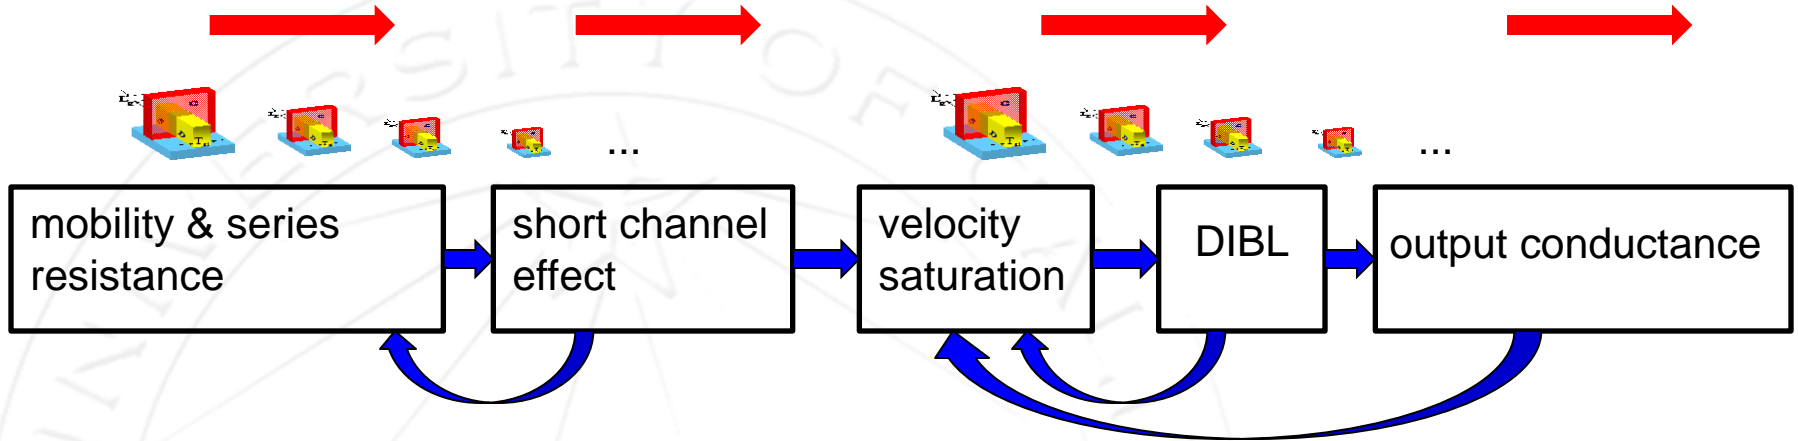 ...
...
mobility & series
resistance
short channel
effect
velocity
saturation
DIBL
output conductance